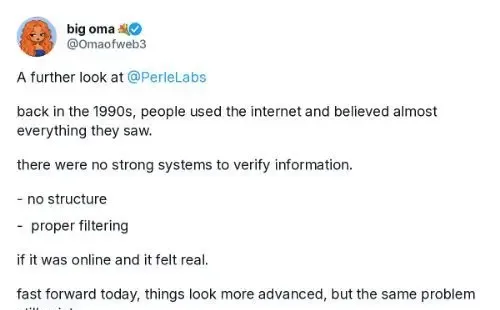 big oma
@Omaofweb3
A further look at @PerleLabs
back in the 1990s, people used the internet and believed almost
everything they saw.
there were no strong systems to verify information.
- no structure
- proper filtering
if it was online and it felt real.
fast forward today, things look more advanced, but the same problem